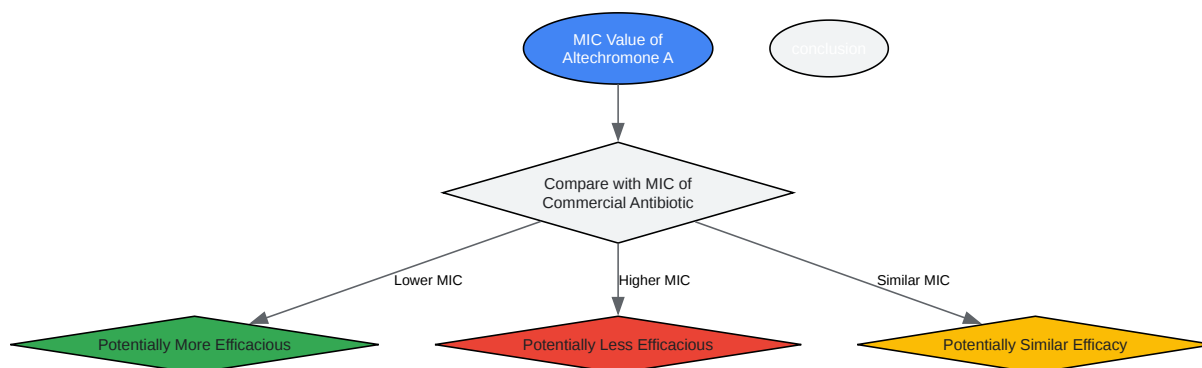 MIC Value of
Altechromone A
conclusion
Compare with MIC of
Commercial Antibiotic
Lower MIC
Higher MIC
Similar MIC
Potentially More Efficacious
Potentially Less Efficacious
Potentially Similar Efficacy